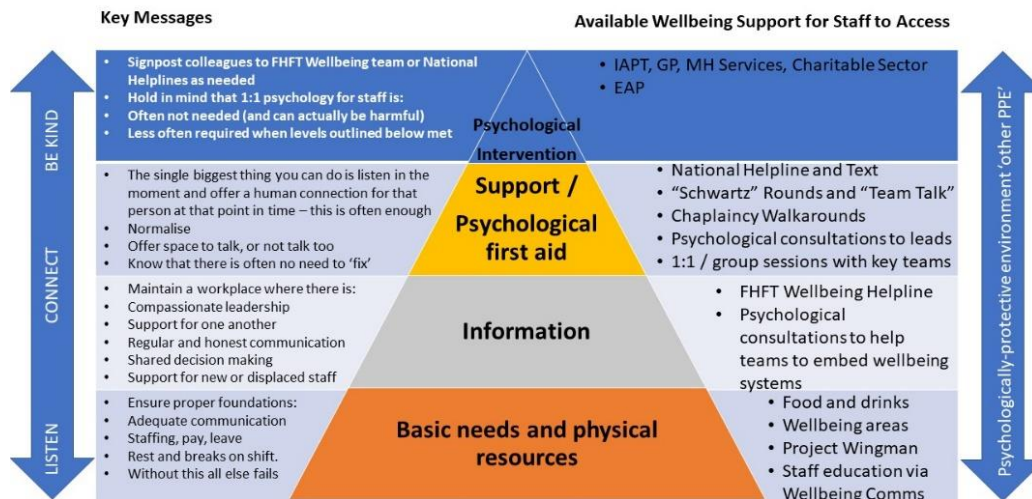 Key Messages
Available Wellbeing Support for Staff to Access
BE KIND
CONNECT
LISTEN
• Signpost colleagues to FHFT Wellbeing team or National
Helplines as needed
• Hold in mind that 1:1 psychology for staff is:
• Often not needed (and can actually be harmful)
• Less often required when levels outlined below met
Psychological
Intervention
• IAPT, GP, MH Services, Charitable Sector
• EAP
• The single biggest thing you can do is listen in the
moment and offer a human connection for that
person at that point in time – this is often enough
• Normalise
• Offer space to talk, or not talk too
• Know that there is often no need to ‘fix’
Support /
Psychological
first aid
• National Helpline and Text
• “Schwartz” Rounds and “Team Talk”
• Chaplaincy Walkarounds
• Psychological consultations to leads
• 1:1 / group sessions with key teams
• Maintain a workplace where there is:
• Compassionate leadership
• Support for one another
• Regular and honest communication
• Shared decision making
• Support for new or displaced staff
Information
• FHFT Wellbeing Helpline
• Psychological
consultations to help
teams to embed wellbeing
systems
• Ensure proper foundations:
• Adequate communication
• Staffing, pay, leave
• Rest and breaks on shift.
• Without this all else fails
Basic needs and physical
resources
• Food and drinks
• Wellbeing areas
• Project Wingman
• Staff education via
Wellbeing Comms
Psychologically-protective environment ‘other PPE’